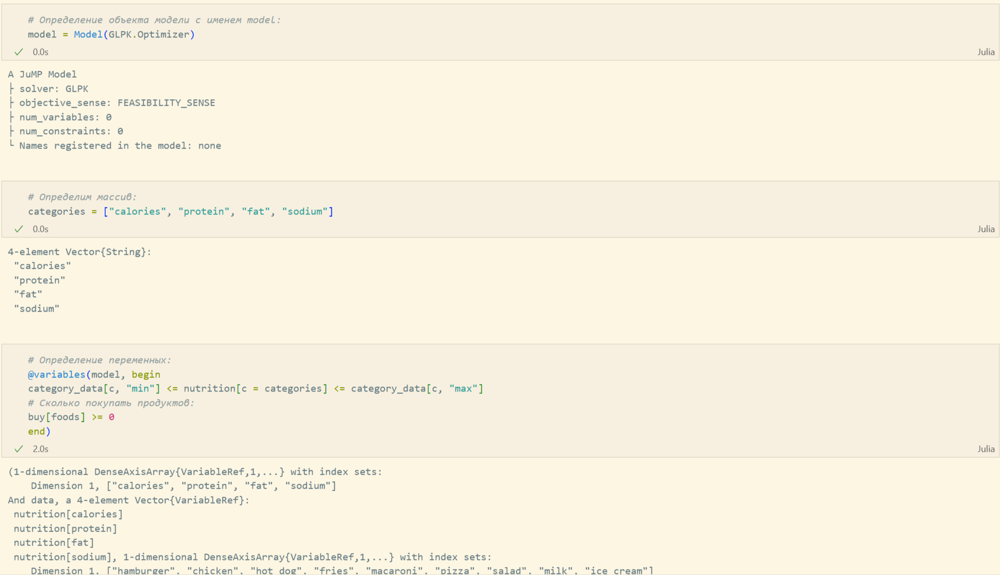 # Определение объекта модели с именем model:
model = Model(GLPK.Optimizer)
✓ 0.0s
Julia
A JuMP Model
├ solver: GLPK
├ objective_sense: FEASIBILITY_SENSE
├ num_variables: 0
├ num_constraints: 0
└ Names registered in the model: none
# Определим массив:
categories = ["calories", "protein", "fat", "sodium"]
✓ 0.0s
Julia
4-element Vector{String}:
 "calories"
 "protein"
 "fat"
 "sodium"
# Определение переменных:
@variables(model, begin
category_data[c, "min"] <= nutrition[c = categories] <= category_data[c, "max"]
# Сколько покупать продуктов:
buy[foods] >= 0
end)
✓ 2.0s
Julia
(1-dimensional DenseAxisArray{VariableRef,1,...} with index sets:
    Dimension 1, ["calories", "protein", "fat", "sodium"]
And data, a 4-element Vector{VariableRef}:
 nutrition[calories]
 nutrition[protein]
 nutrition[fat]
 nutrition[sodium], 1-dimensional DenseAxisArray{VariableRef,1,...} with index sets:
    Dimension 1, ["hamburger", "chicken", "hot dog", "fries", "macaroni", "pizza", "salad", "milk", "ice cream"]